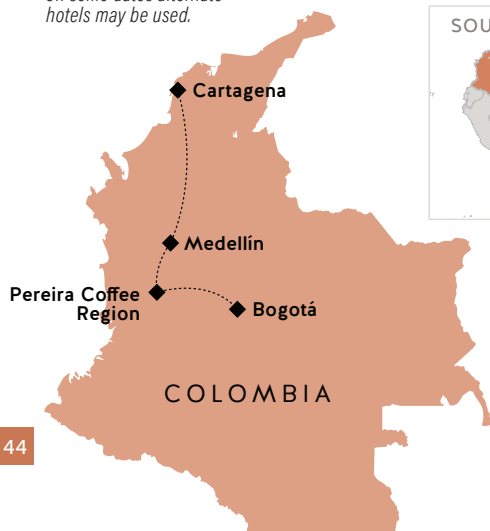 hotels may be used.
SOU
Cartagena
Medellín
Pereira Coffee
Region
Bogotá
COLOMBIA
44